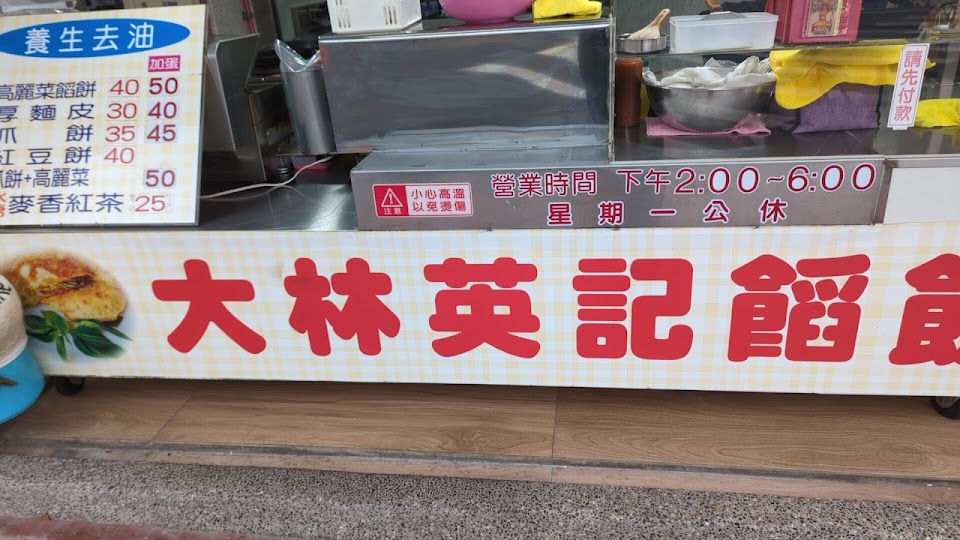 養生去油
加蛋
高麗菜餡餅 40 50
厚麵皮 30 40
爪餅 35 45
紅豆餅 40
爪餅+高麗菜 50
麥香紅茶 25
請先付款
注意
小心高溫
以免燙傷
營業時間 下午2:00~6:00
星期一公休
大林英記餡